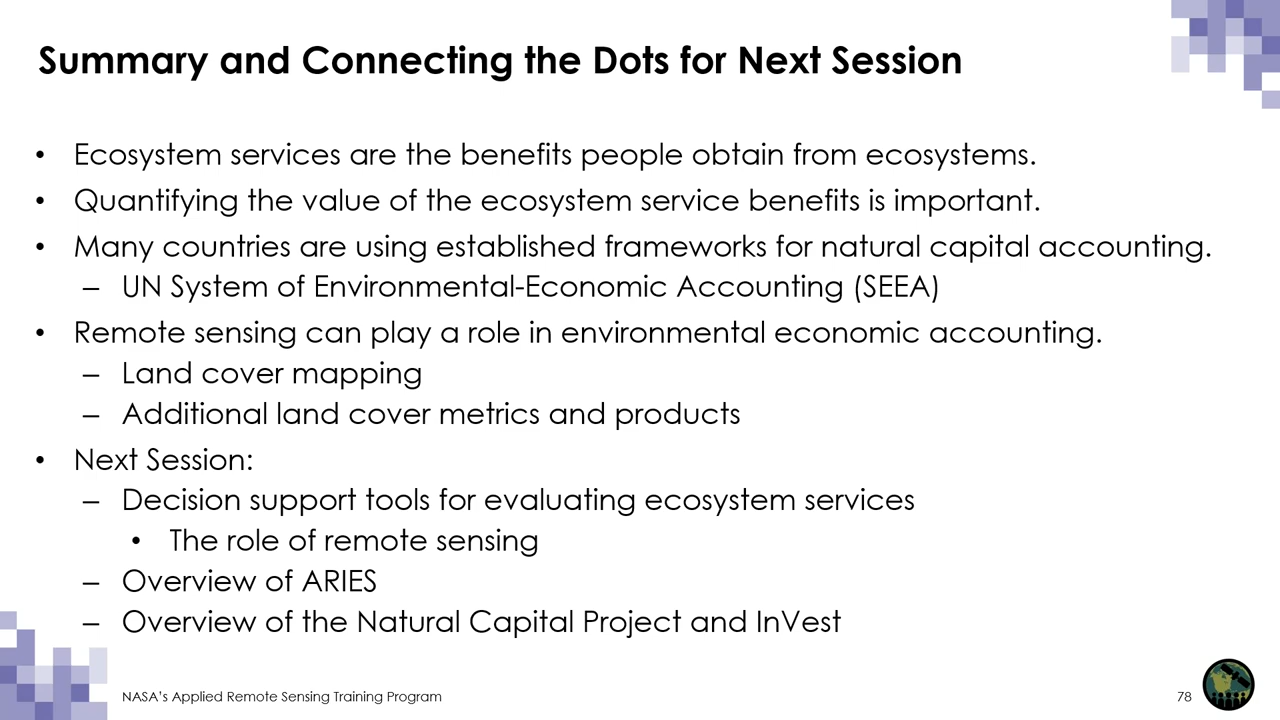 Summary and Connecting the Dots for Next Session
• Ecosystem services are the benefits people obtain from ecosystems.
• Quantifying the value of the ecosystem service benefits is important.
• Many countries are using established frameworks for natural capital accounting.
– UN System of Environmental-Economic Accounting (SEEA)
• Remote sensing can play a role in environmental economic accounting.
– Land cover mapping
– Additional land cover metrics and products
• Next Session:
– Decision support tools for evaluating ecosystem services
• The role of remote sensing
– Overview of ARIES
– Overview of the Natural Capital Project and InVest
NASA's Applied Remote Sensing Training Program
78